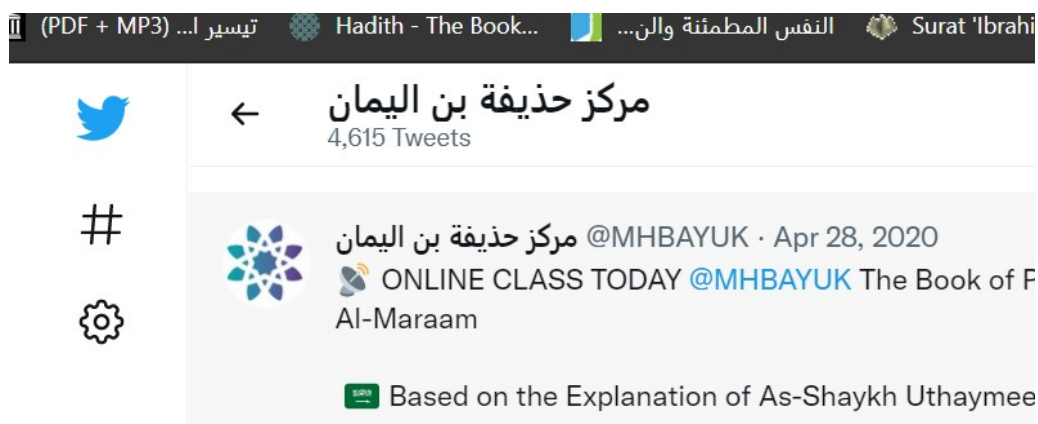 (PDF + MP3) تيسير ا...  Hadith - The Book...  النفس المطمئنة والن...  Surat 'Ibrahi
مركز حذيفة بن اليمان
4,615 Tweets
مركز حذيفة بن اليمان @MHBAYUK · Apr 28, 2020
📡 ONLINE CLASS TODAY @MHBAYUK The Book of P
Al-Maraam
🇸🇦 Based on the Explanation of As-Shaykh Uthaymee